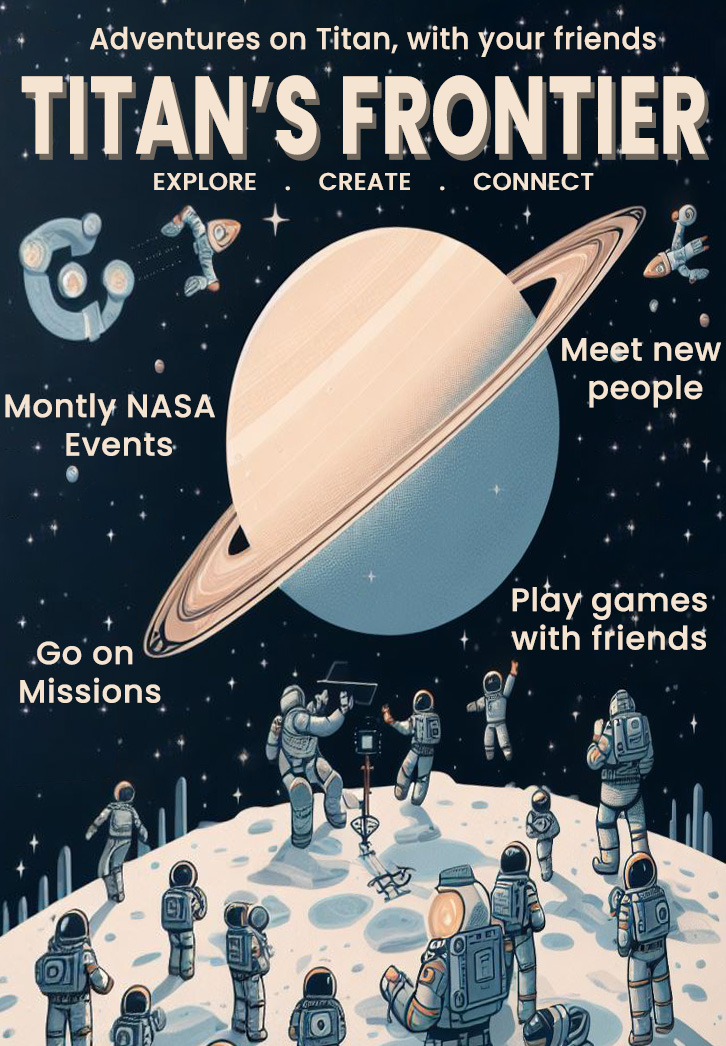 Adventures on Titan, with your friends
TITAN'S FRONTIER
EXPLORE . CREATE . CONNECT
Meet new
people
Montly NASA
Events
Play games
with friends
Go on
Missions